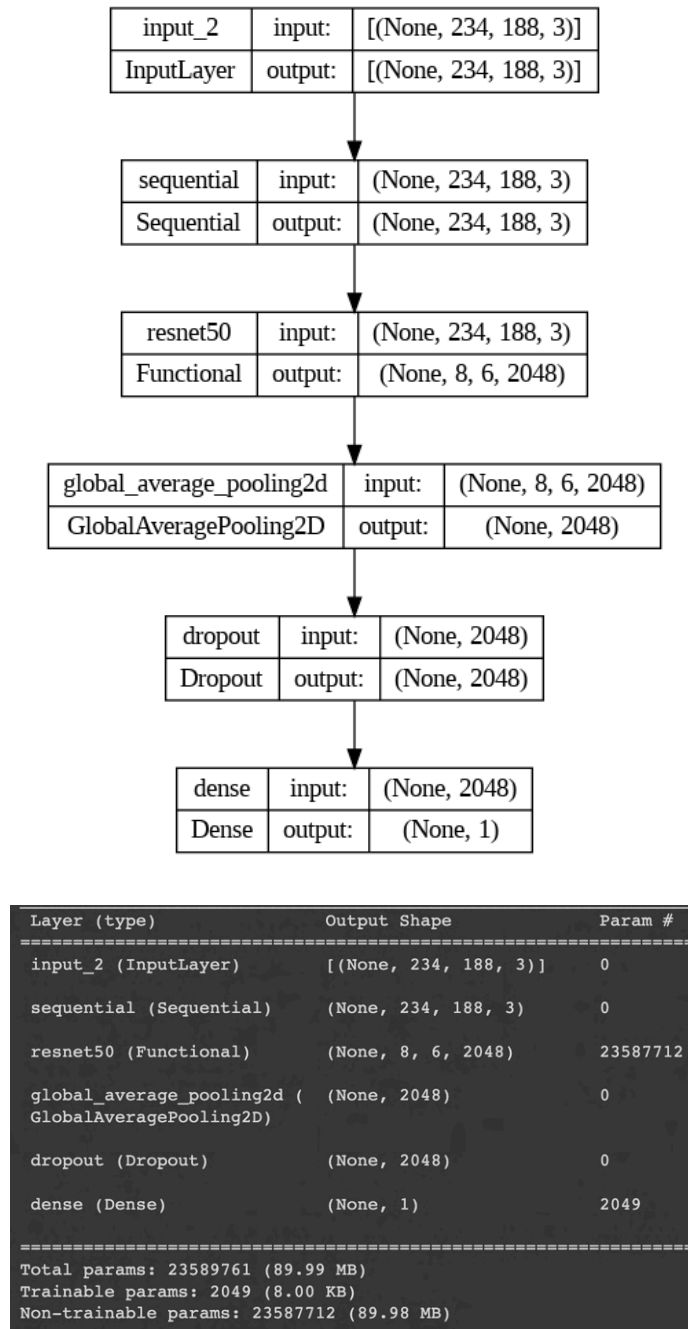 input_2 input: [(None, 234, 188, 3)]
InputLayer output: [(None, 234, 188, 3)]
sequential input: (None, 234, 188, 3)
Sequential output: (None, 234, 188, 3)
resnet50 input: (None, 234, 188, 3)
Functional output: (None, 8, 6, 2048)
global_average_pooling2d input: (None, 8, 6, 2048)
GlobalAveragePooling2D output: (None, 2048)
dropout input: (None, 2048)
Dropout output: (None, 2048)
dense input: (None, 2048)
Dense output: (None, 1)
Layer (type) Output Shape Param #
=================================================================
input_2 (InputLayer) [(None, 234, 188, 3)] 0
sequential (Sequential) (None, 234, 188, 3) 0
resnet50 (Functional) (None, 8, 6, 2048) 23587712
global_average_pooling2d ( (None, 2048) 0
GlobalAveragePooling2D)
dropout (Dropout) (None, 2048) 0
dense (Dense) (None, 1) 2049
=================================================================
Total params: 23589761 (89.99 MB)
Trainable params: 2049 (8.00 KB)
Non-trainable params: 23587712 (89.98 MB)